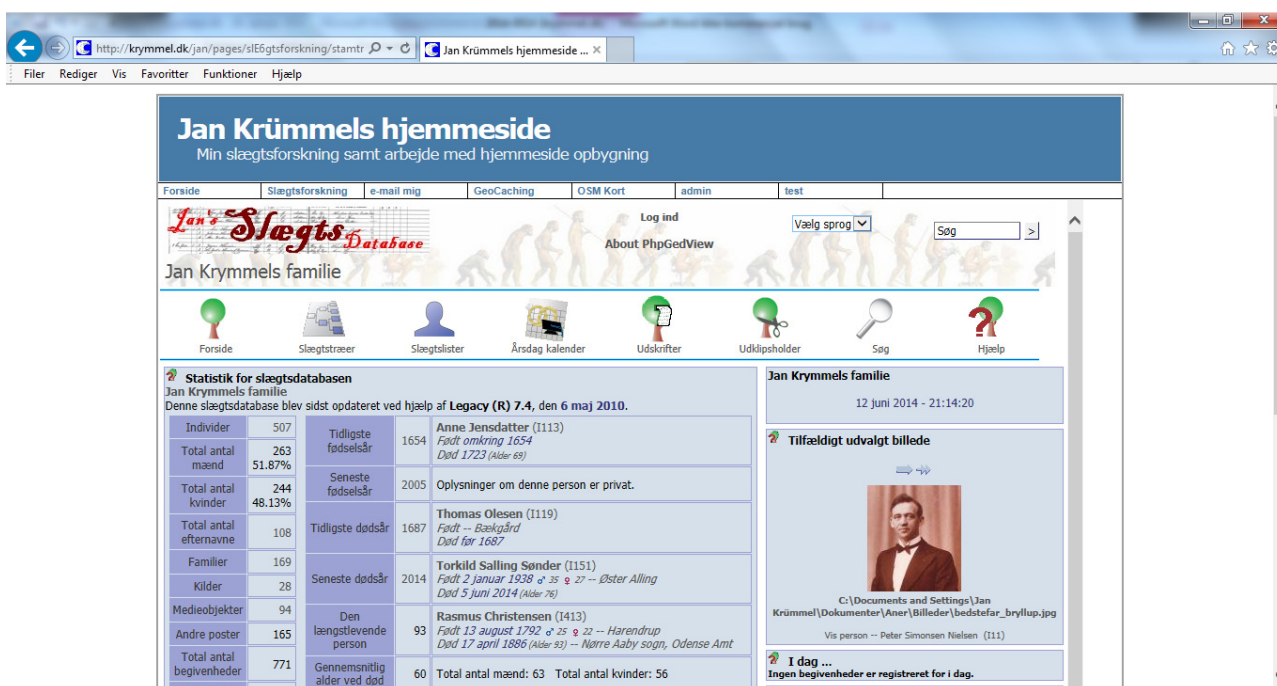 http://krymmel.dk/jan/pages/slE6gtsforskning/stamtr
Jan Krümmels hjemmeside ...
Filer Rediger Vis Favoritter Funktioner Hjælp
Jan Krümmels hjemmeside
Min slægtsforskning samt arbejde med hjemmeside opbygning
Forside Slægtsforskning e-mail mig GeoCaching OSM Kort admin test
Jan's Slægts Database
Log ind
Vælg sprog
Søg >
About PhpGedView
Jan Krymmels familie
Forside Slægtstræer Slægtslister Årsdag kalender Udskrifter Udklipsholder Søg Hjælp
Statistik for slægtsdatabasen
Jan Krymmels familie
Denne slægtsdatabase blev sidst opdateret ved hjælp af Legacy (R) 7.4, den 6 maj 2010.
Individer 507
Total antal mænd 263 51.87%
Total antal kvinder 244 48.13%
Total antal efternavne 108
Familier 169
Kilder 28
Medieobjekter 94
Andre poster 165
Total antal begivenheder 771
Tidligste fødselsår 1654 Anne Jensdatter (I113)
Født omkring 1654
Død 1723 (Alder 69)
Seneste fødselsår 2005 Oplysninger om denne person er privat.
Tidligste dødsår 1687 Thomas Olesen (I119)
Født -- Bækgård
Død før 1687
Seneste dødsår 2014 Torkild Salling Sønder (I151)
Født 2 januar 1938 ♂ 35 ♀ 27 -- Øster Alling
Død 5 juni 2014 (Alder 76)
Den længstlevende person 93 Rasmus Christensen (I413)
Født 13 august 1792 ♂ 25 ♀ 22 -- Harendrup
Død 17 april 1886 (Alder 93) -- Nørre Aaby sogn, Odense Amt
Gennemsnitlig alder ved død 60 Total antal mænd: 63 Total antal kvinder: 56
Jan Krymmels familie
12 juni 2014 - 21:14:20
Tilfældigt udvalgt billede
C:\Documents and Settings\Jan
Krümmel\Dokumenter\Aner\Billeder\bedstefar_bryllup.jpg
Vis person -- Peter Simonsen Nielsen (I11)
I dag ...
Ingen begivenheder er registreret for i dag.